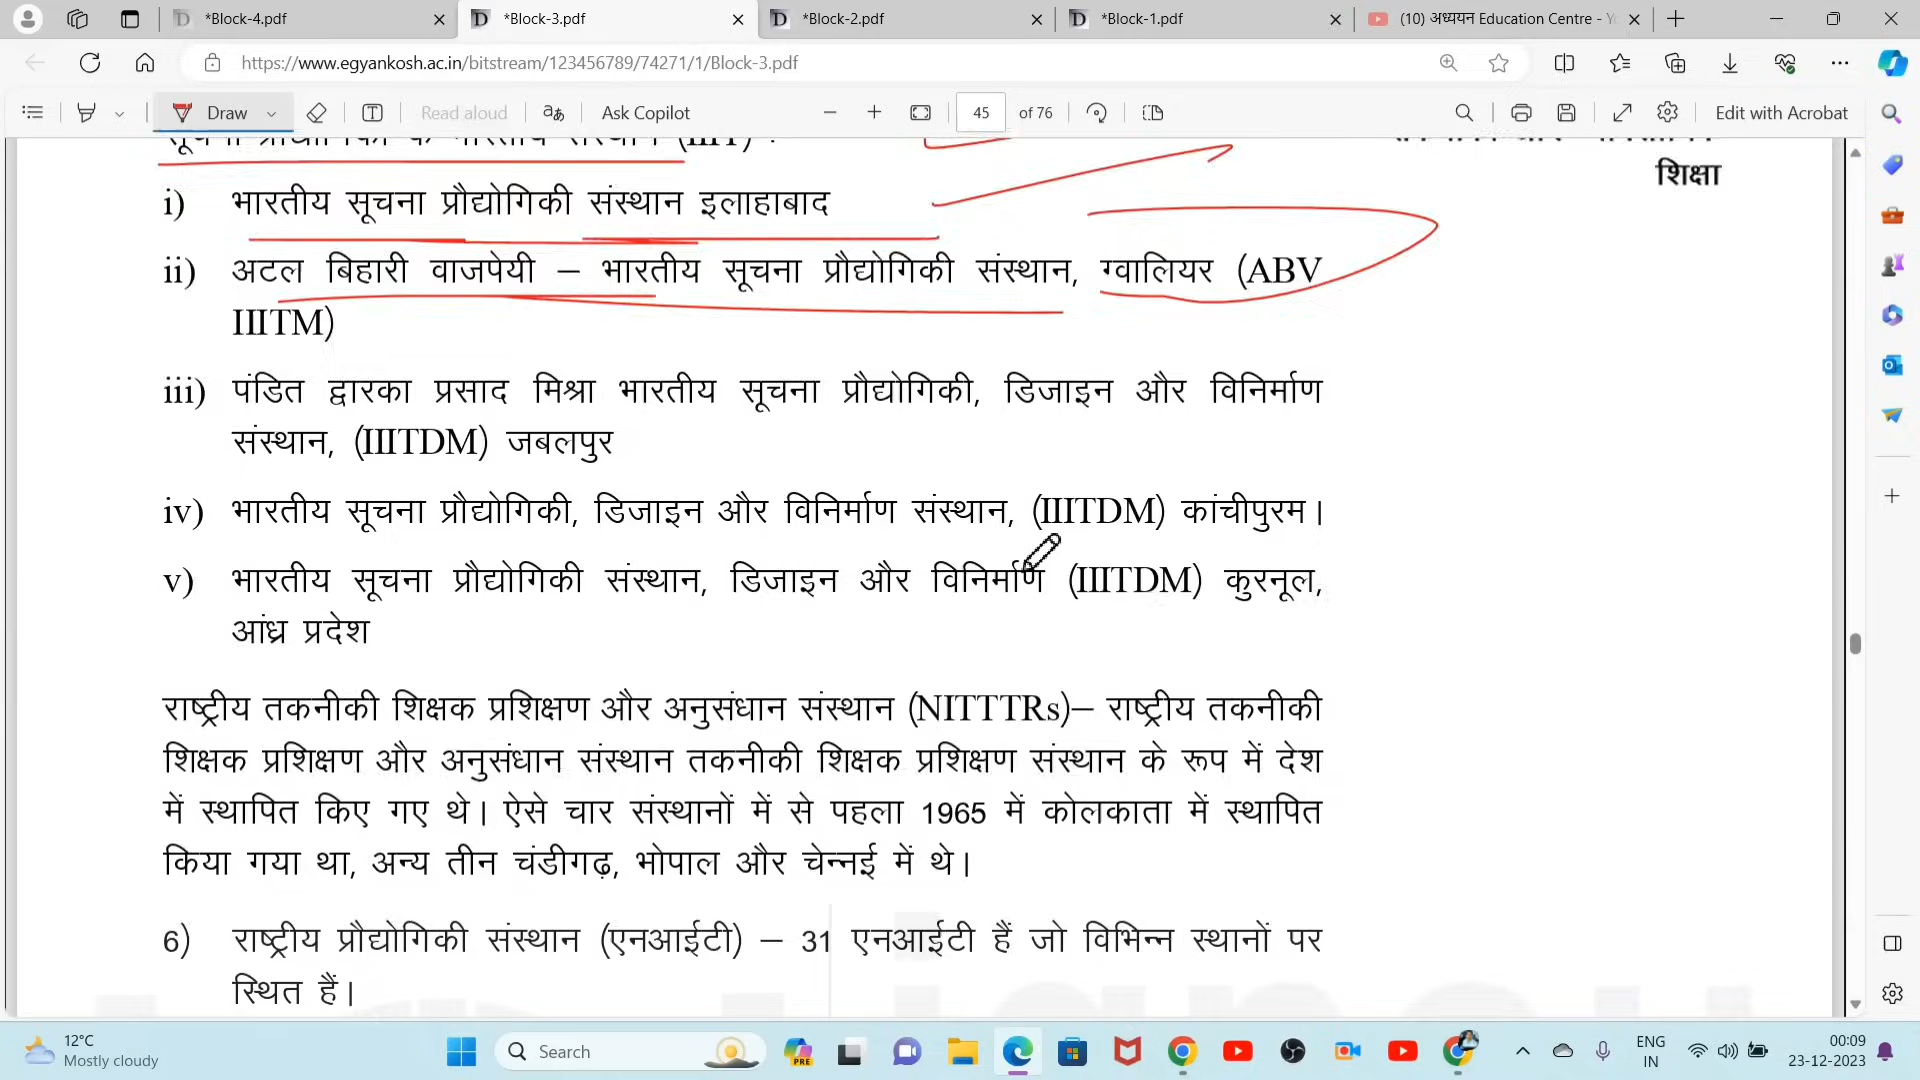 *Block-4.pdf
*Block-3.pdf
*Block-2.pdf
*Block-1.pdf
(10) अध्ययन Education Centre - Y
https://www.egyankosh.ac.in/bitstream/123456789/74271/1/Block-3.pdf
Draw
Read aloud
Ask Copilot
45
of 76
Edit with Acrobat
शिक्षा
i) भारतीय सूचना प्रौद्योगिकी संस्थान इलाहाबाद
ii) अटल बिहारी वाजपेयी – भारतीय सूचना प्रौद्योगिकी संस्थान, ग्वालियर (ABV
IIITM)
iii) पंडित द्वारका प्रसाद मिश्रा भारतीय सूचना प्रौद्योगिकी, डिजाइन और विनिर्माण
संस्थान, (IIITDM) जबलपुर
iv) भारतीय सूचना प्रौद्योगिकी, डिजाइन और विनिर्माण संस्थान, (IIITDM) कांचीपुरम।
v) भारतीय सूचना प्रौद्योगिकी संस्थान, डिजाइन और विनिर्माण (IIITDM) कुरनूल,
आंध्र प्रदेश
राष्ट्रीय तकनीकी शिक्षक प्रशिक्षण और अनुसंधान संस्थान (NITTTRs)– राष्ट्रीय तकनीकी
शिक्षक प्रशिक्षण और अनुसंधान संस्थान तकनीकी शिक्षक प्रशिक्षण संस्थान के रूप में देश
में स्थापित किए गए थे। ऐसे चार संस्थानों में से पहला 1965 में कोलकाता में स्थापित
किया गया था, अन्य तीन चंडीगढ़, भोपाल और चेन्नई में थे।
6) राष्ट्रीय प्रौद्योगिकी संस्थान (एनआईटी) – 31 एनआईटी हैं जो विभिन्न स्थानों पर
स्थित हैं।
12°C
Mostly cloudy
Search
PRE
ENG
IN
00:09
23-12-2023